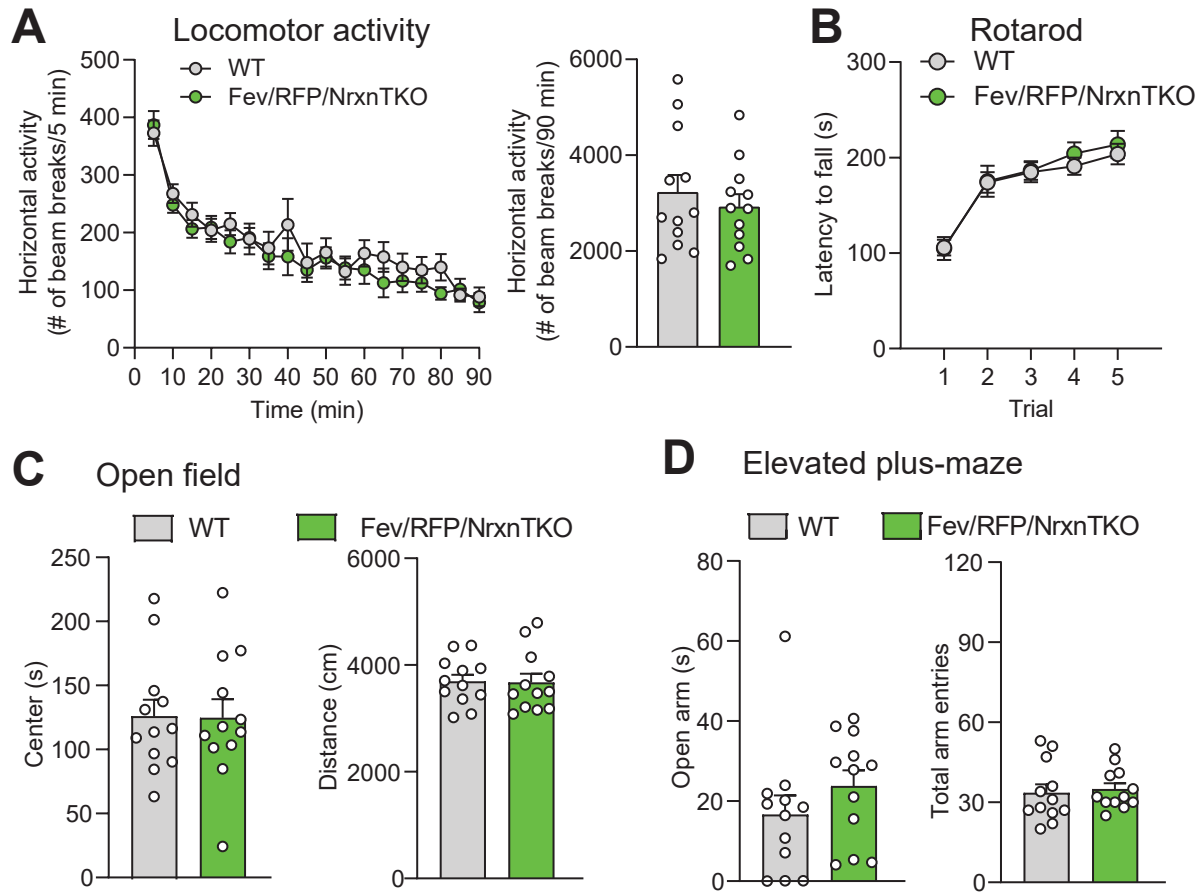 A
Locomotor activity
WT
Fev/RFP/NrxnTKO
Horizontal activity
(# of beam breaks/5 min)
500
400
300
200
100
0
0 10 20 30 40 50 60 70 80 90
Time (min)
Horizontal activity
(# of beam breaks/90 min)
6000
4000
2000
0
B
Rotarod
WT
Fev/RFP/NrxnTKO
Latency to fall (s)
300
200
100
0
1 2 3 4 5
Trial
C
Open field
WT
Fev/RFP/NrxnTKO
Center (s)
250
200
150
100
50
0
Distance (cm)
6000
4000
2000
0
D
Elevated plus-maze
WT
Fev/RFP/NrxnTKO
Open arm (s)
80
60
40
20
0
Total arm entries
120
90
60
30
0